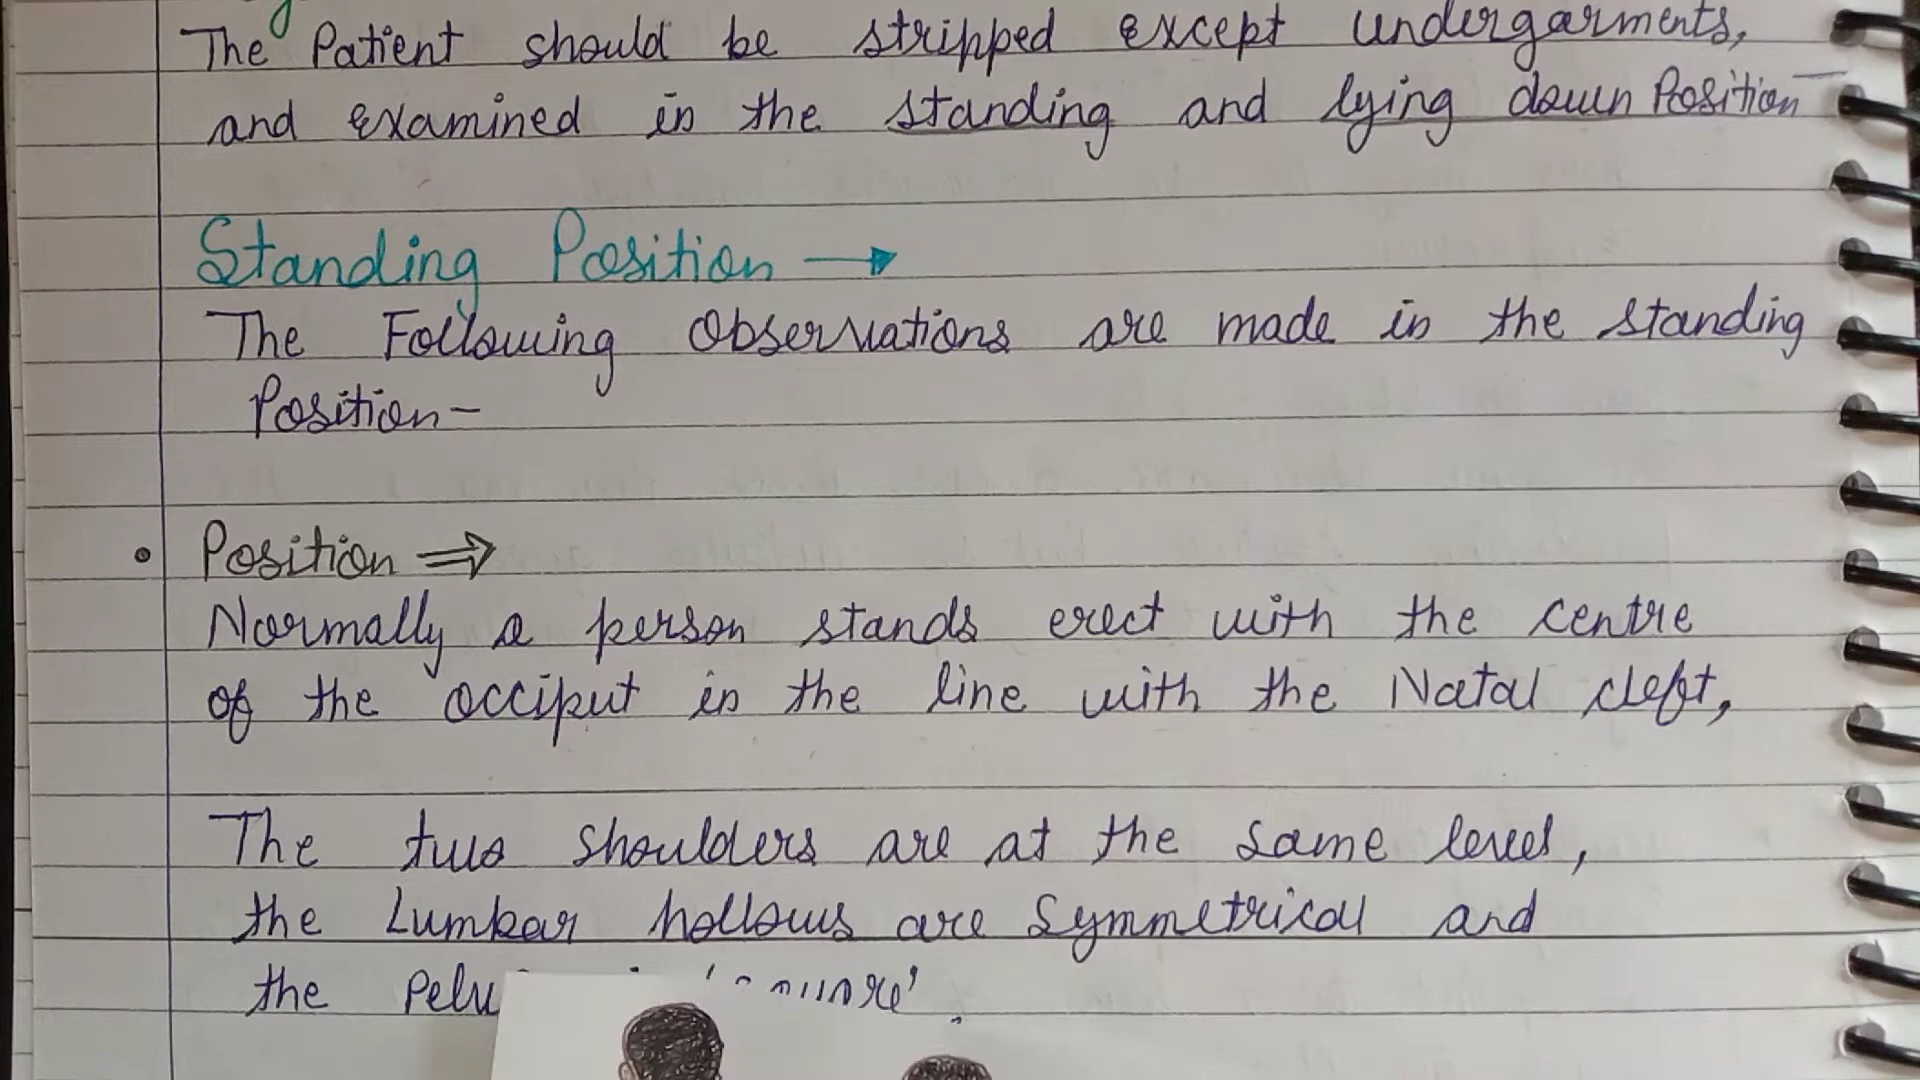 The Patient should be stripped except undergarments,
and examined in the standing and lying down Position
Standing Position →
The Following Observations are made in the standing
Position-
• Position ⇒
Normally a person stands erect with the centre
of the occiput in the line with the Natal cleft,
The two shoulders are at the same level,
the Lumbar hollows are Symmetrical and
the